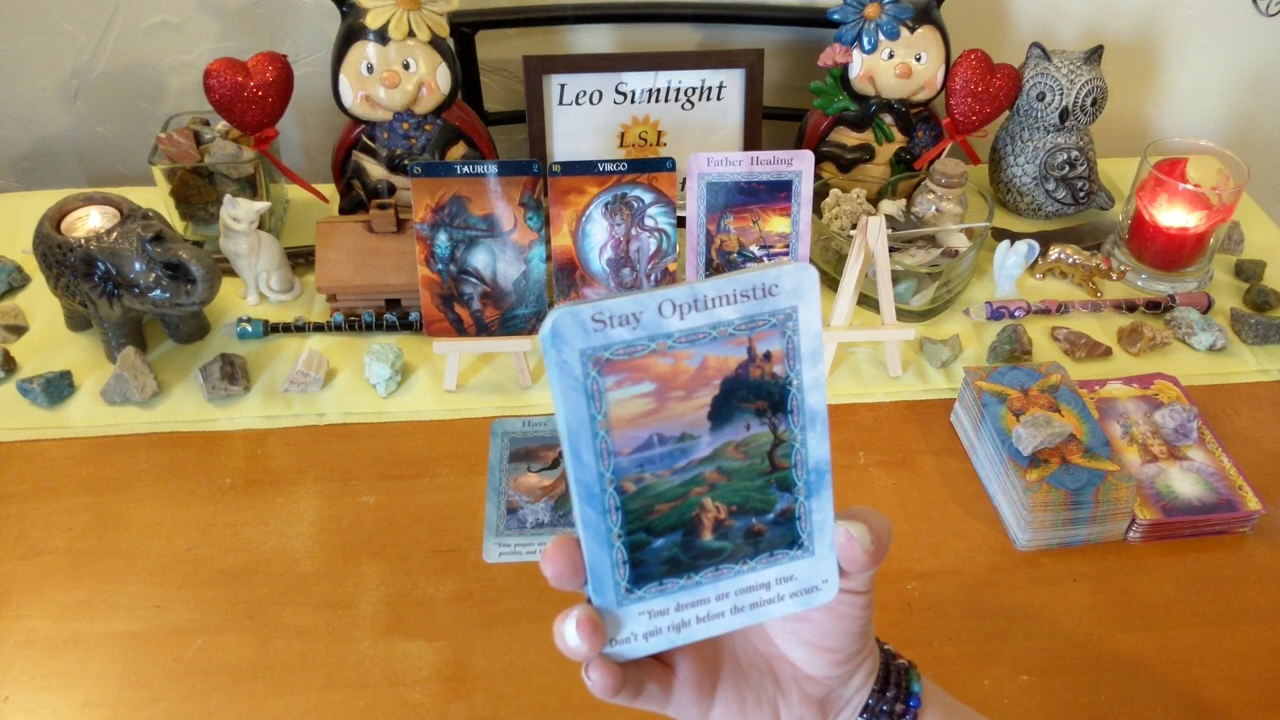 Leo Sunlight
L.S.I.
TAURUS 2
VIRGO 6
Father Healing
Stay Optimistic
"Your dreams are coming true.
Don't quit right before the miracle occurs."
Have
"Your prayers are
positive, and